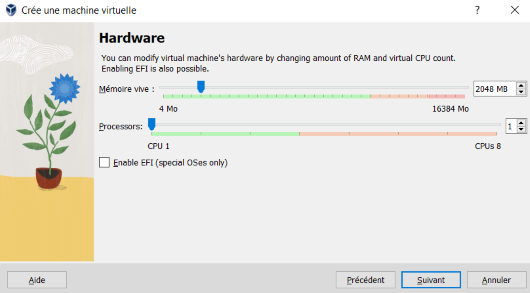 Crée une machine virtuelle
Hardware
You can modify virtual machine's hardware by changing amount of RAM and virtual CPU count.
Enabling EFI is also possible.
Mémoire vive : 2048 MB
4 Mo 16384 Mo
Processors: 1
CPU 1 CPUs 8
Enable EFI (special OSes only)
Aide Précédent Suivant Annuler